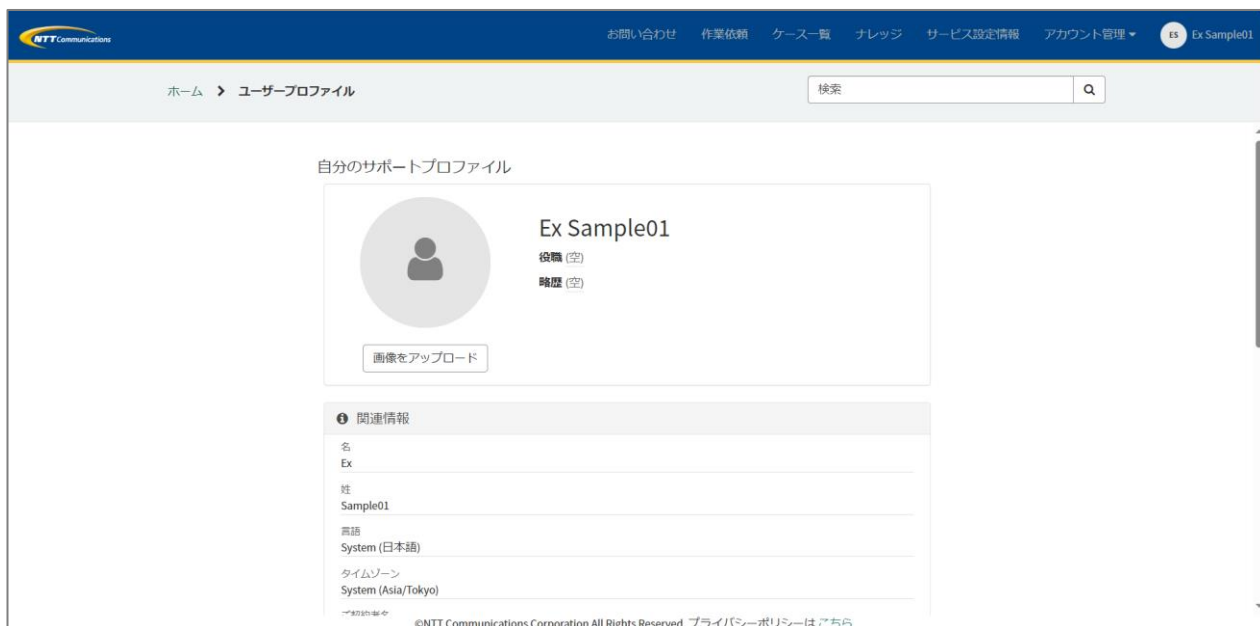 NTT Communications
お問い合わせ 作業依頼 ケース一覧 ナレッジ サービス設定情報 アカウント管理 ES Ex Sample01
ホーム > ユーザープロファイル 検索
自分のサポートプロファイル
Ex Sample01
役職 (空)
略歴 (空)
画像をアップロード
関連情報
名
Ex
姓
Sample01
言語
System (日本語)
タイムゾーン
System (Asia/Tokyo)
ご契約者名
©NTT Communications Corporation All Rights Reserved. プライバシーポリシーは こちら